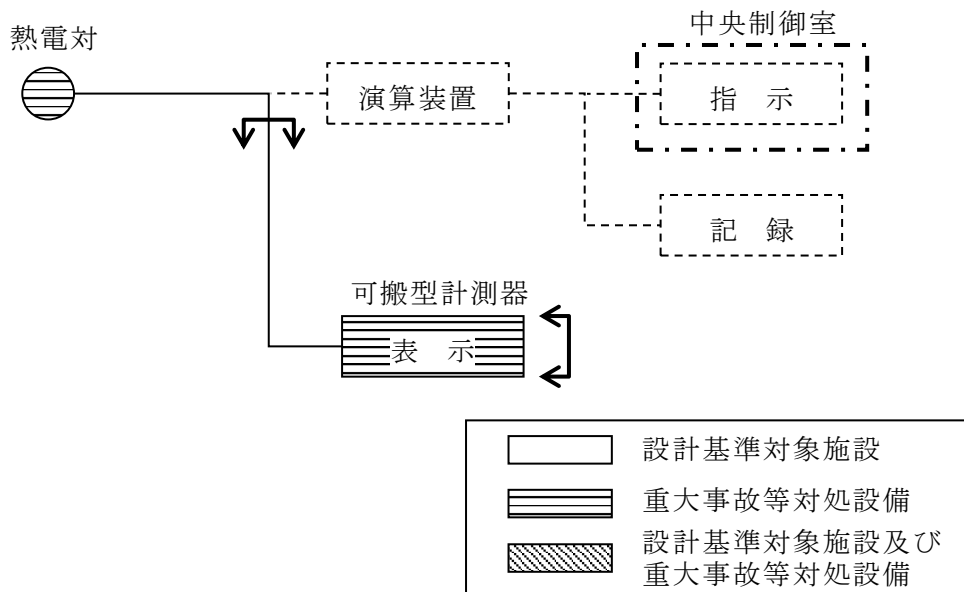 熱電対
中央制御室
演算装置
指 示
記 録
可搬型計測器
表 示
設計基準対象施設
重大事故等対処設備
設計基準対象施設及び
重大事故等対処設備